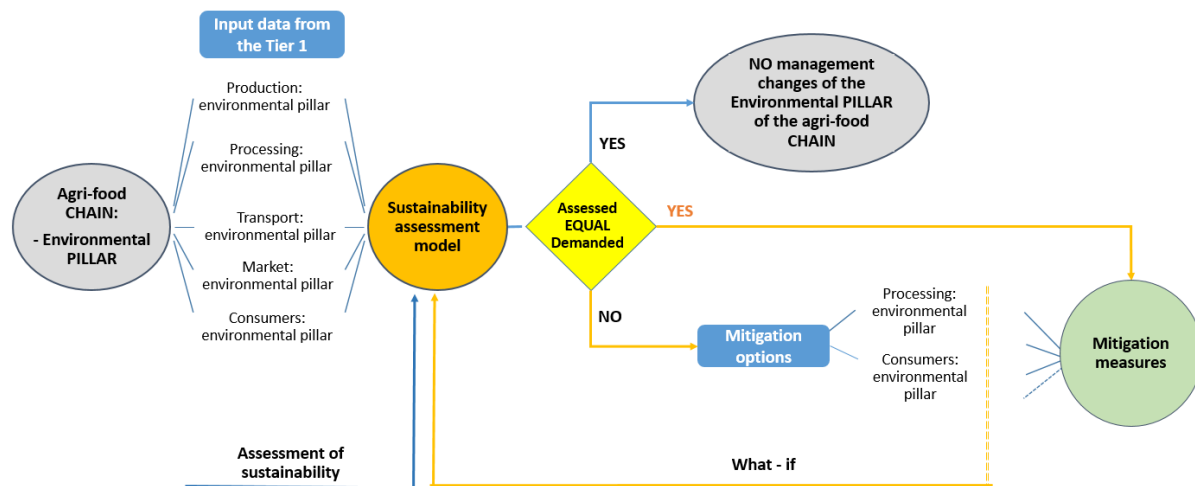 Input data from
the Tier 1
Production:
environmental pillar
Processing:
environmental pillar
Transport:
environmental pillar
Market:
environmental pillar
Consumers:
environmental pillar
Agri-food
CHAIN:
- Environmental
PILLAR
Sustainability
assessment
model
Assessed
EQUAL
Demanded
YES
NO management
changes of the
Environmental PILLAR
of the agri-food
CHAIN
YES
NO
Mitigation
options
Processing:
environmental
pillar
Consumers:
environmental
pillar
Mitigation
measures
Assessment of
sustainability
What - if